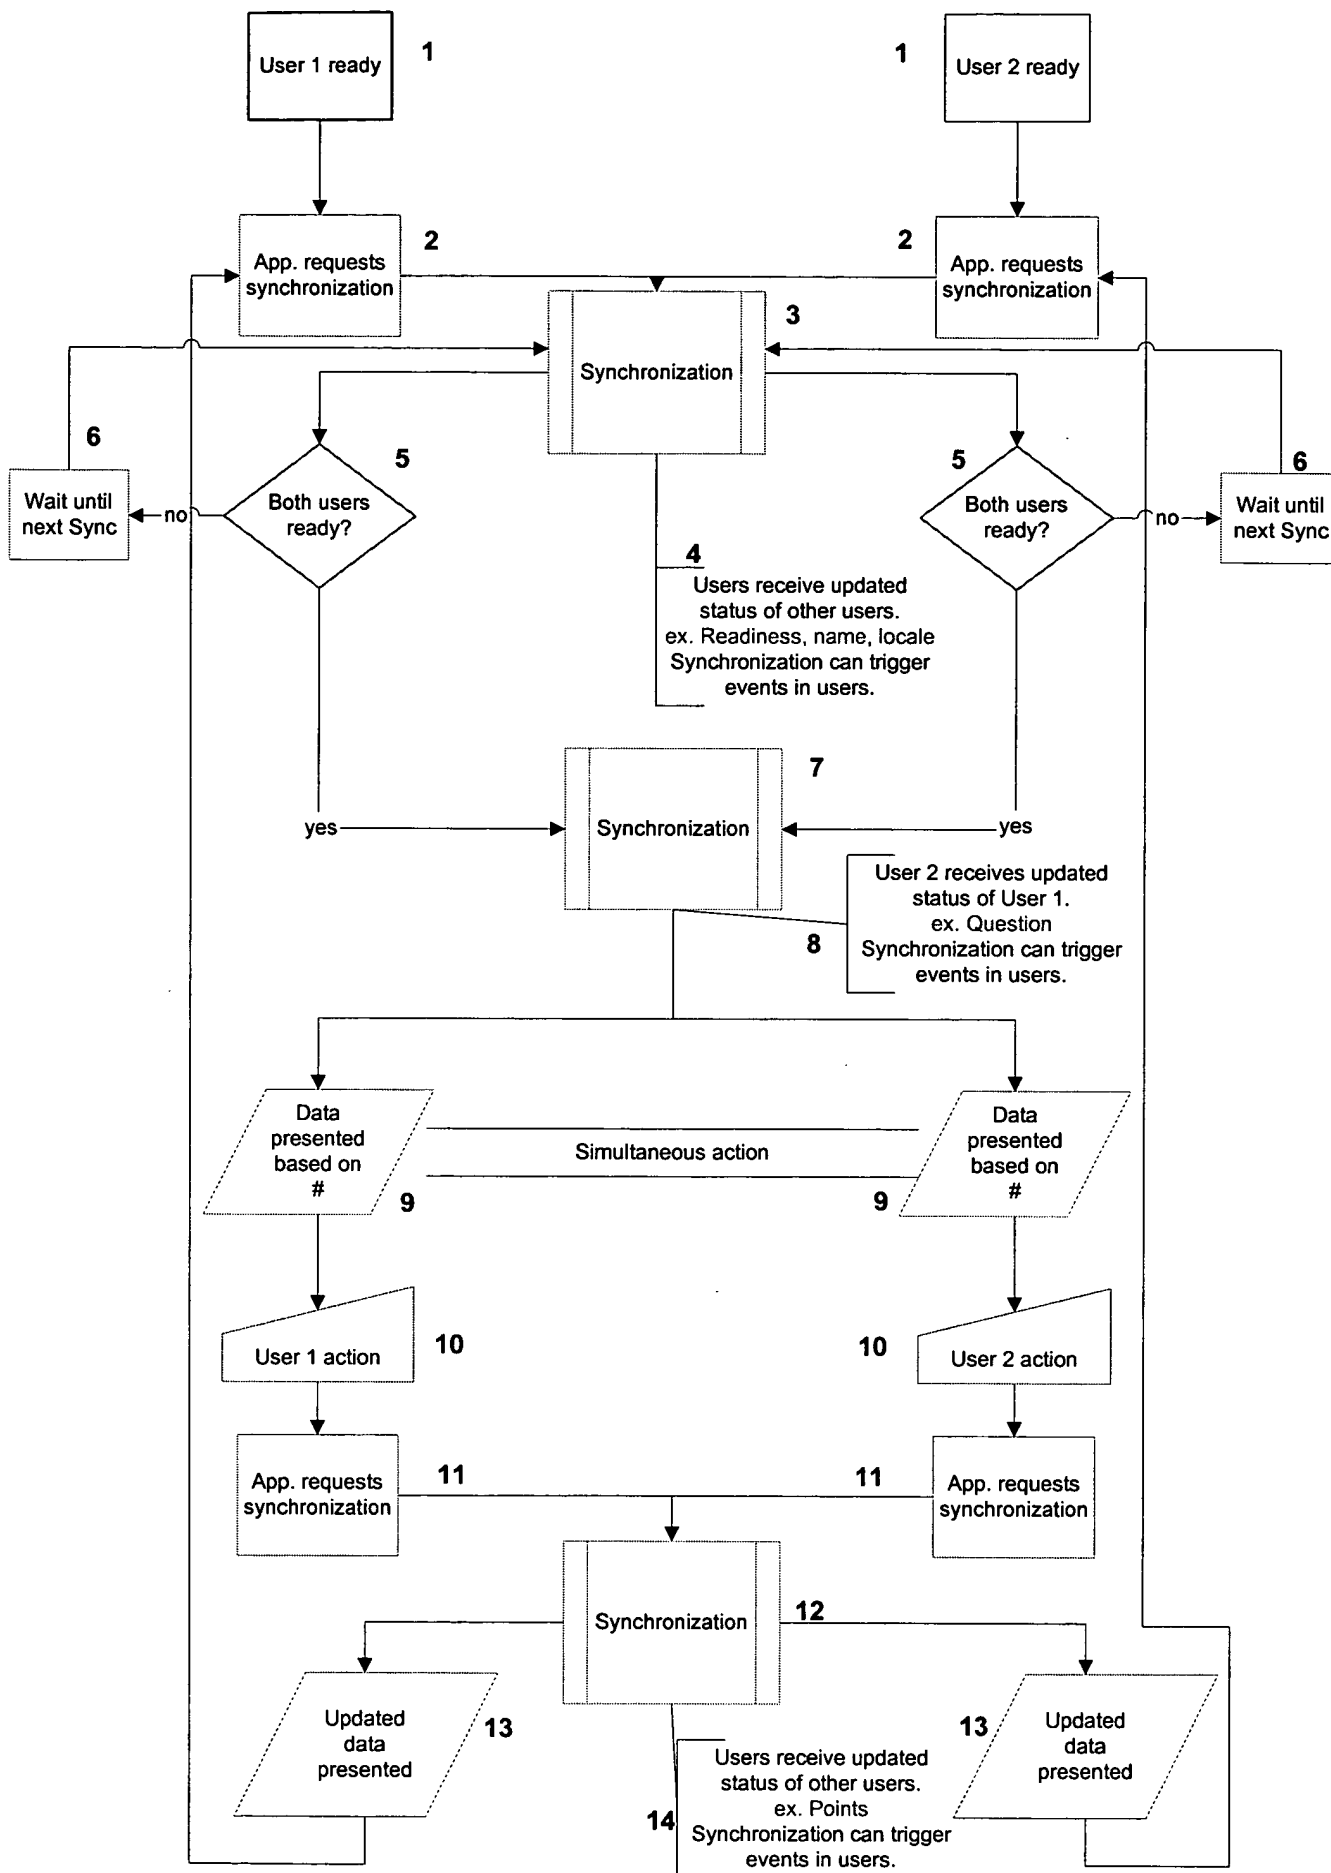 User 1 ready
1
1
User 2 ready
2
2
App. requests
synchronization
App. requests
synchronization
3
Synchronization
6
5
5
6
Wait until
next Sync
no
Both users
ready?
Both users
ready?
no
Wait until
next Sync
4
Users receive updated
status of other users.
ex. Readiness, name, locale
Synchronization can trigger
events in users.
7
yes
Synchronization
yes
8
User 2 receives updated
status of User 1.
ex. Question
Synchronization can trigger
events in users.
Data
presented
based on
#
9
Simultaneous action
Data
presented
based on
#
9
User 1 action
10
10
User 2 action
App. requests
synchronization
11
11
App. requests
synchronization
Synchronization
12
Updated
data
presented
13
13
Updated
data
presented
14
Users receive updated
status of other users.
ex. Points
Synchronization can trigger
events in users.